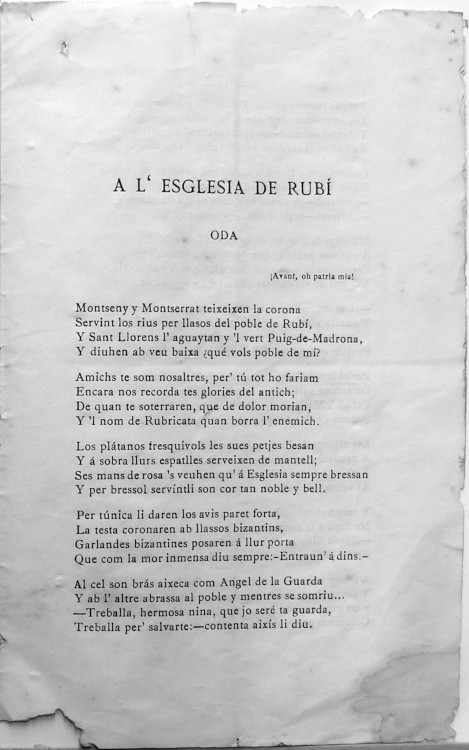 A L' ESGLESIA DE RUBÍ
ODA
¡Avant, oh patria mia!
Montseny y Montserrat teixeixen la corona
Servint los rius per llasos del poble de Rubí,
Y Sant Llorens l' aguaytan y 'l vert Puig-de-Madrona,
Y diuhen ab veu baixa ¿qué vols poble de mí?
Amichs te som nosaltres, per' tú tot ho fariam
Encara nos recorda tes glories del antich;
De quan te soterraren, que de dolor morian,
Y 'l nom de Rubricata quan borra l' enemich.
Los plátanos fresquivols les sues petjes besan
Y á sobra llurs espatlles serveixen de mantell;
Ses mans de rosa 's veuhen qu' á Esglesia sempre bressan
Y per bressol servíntli son cor tan noble y bell.
Per túnica li daren los avis paret forta,
La testa coronaren ab llassos bizantins,
Garlandes bizantines posaren á llur porta
Que com la mor inmensa diu sempre:-Entraun' á dins.-
Al cel son brás aixeca com Angel de la Guarda
Y ab l' altre abrassa al poble y mentres se somriu...
—Treballa, hermosa nina, que jo seré ta guarda,
Treballa per' salvarte:—contenta aixís li diu.